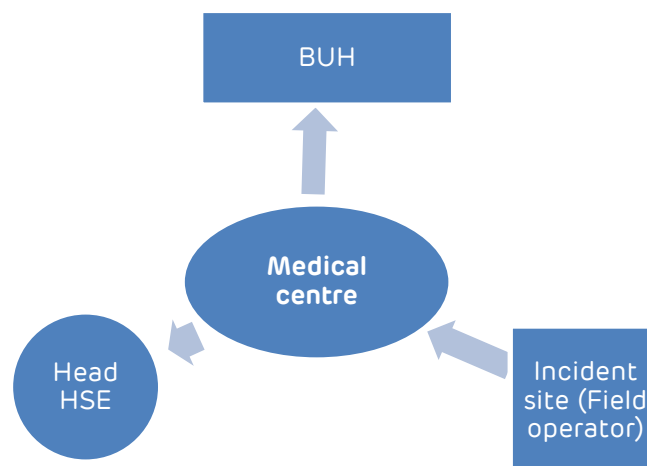 BUH
Medical
centre
Head
HSE
Incident
site (Field
operator)